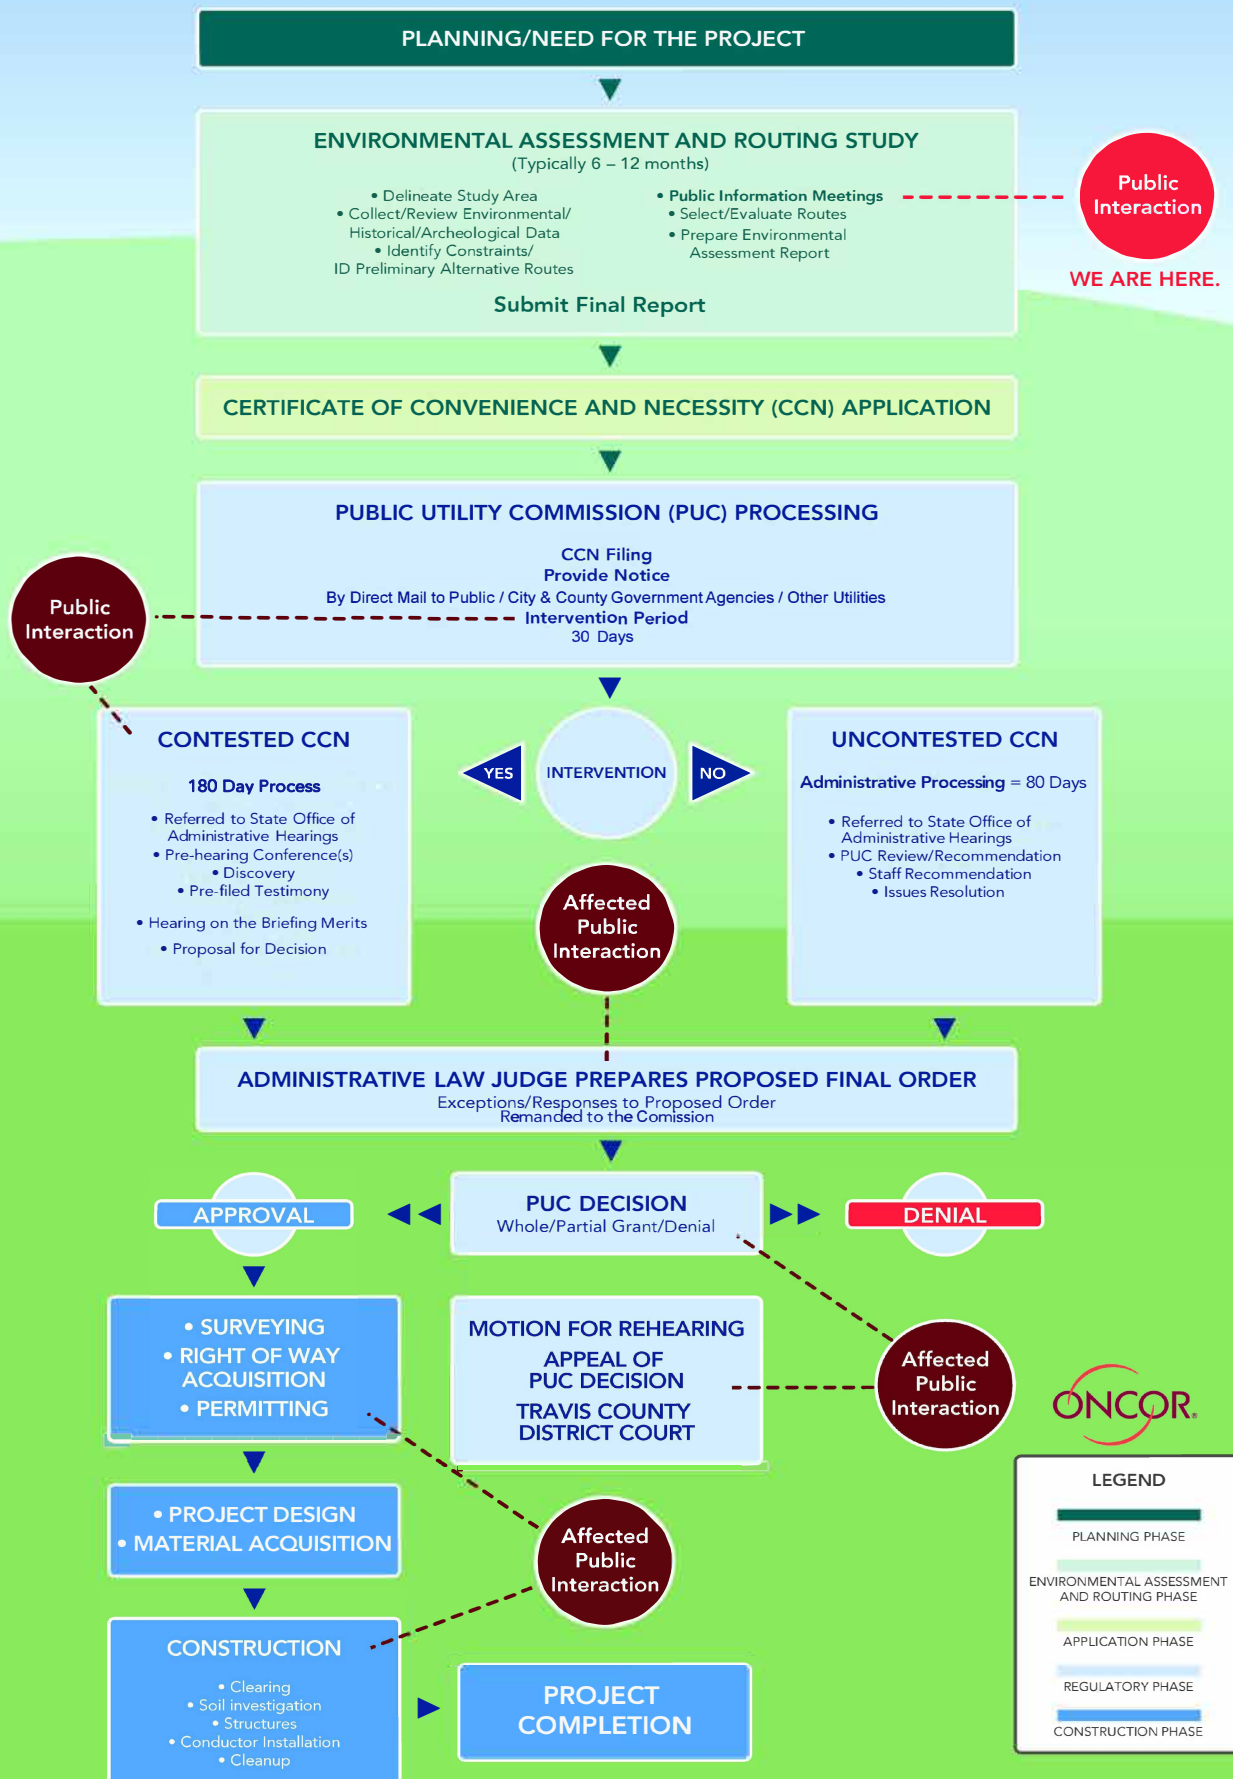 PLANNING/NEED FOR THE PROJECT
ENVIRONMENTAL ASSESSMENT AND ROUTING STUDY
(Typically 6 – 12 months)
• Delineate Study Area
• Collect/Review Environmental/
Historical/Archeological Data
• Identify Constraints/
ID Preliminary Alternative Routes
• Public Information Meetings
• Select/Evaluate Routes
• Prepare Environmental
Assessment Report
Submit Final Report
Public
Interaction
WE ARE HERE.
CERTIFICATE OF CONVENIENCE AND NECESSITY (CCN) APPLICATION
PUBLIC UTILITY COMMISSION (PUC) PROCESSING
CCN Filing
Provide Notice
By Direct Mail to Public / City & County Government Agencies / Other Utilities
Intervention Period
30 Days
Public
Interaction
CONTESTED CCN
180 Day Process
• Referred to State Office of
Administrative Hearings
• Pre-hearing Conference(s)
• Discovery
• Pre-filed Testimony
• Hearing on the Briefing Merits
• Proposal for Decision
YES
INTERVENTION
NO
UNCONTESTED CCN
Administrative Processing = 80 Days
• Referred to State Office of
Administrative Hearings
• PUC Review/Recommendation
• Staff Recommendation
• Issues Resolution
Affected
Public
Interaction
ADMINISTRATIVE LAW JUDGE PREPARES PROPOSED FINAL ORDER
Exceptions/Responses to Proposed Order
Remanded to the Comission
APPROVAL
PUC DECISION
Whole/Partial Grant/Denial
DENIAL
• SURVEYING
• RIGHT OF WAY
ACQUISITION
• PERMITTING
MOTION FOR REHEARING
APPEAL OF
PUC DECISION
TRAVIS COUNTY
DISTRICT COURT
Affected
Public
Interaction
ONCOR®
• PROJECT DESIGN
• MATERIAL ACQUISITION
Affected
Public
Interaction
CONSTRUCTION
• Clearing
• Soil investigation
• Structures
• Conductor Installation
• Cleanup
PROJECT
COMPLETION
LEGEND
PLANNING PHASE
ENVIRONMENTAL ASSESSMENT
AND ROUTING PHASE
APPLICATION PHASE
REGULATORY PHASE
CONSTRUCTION PHASE